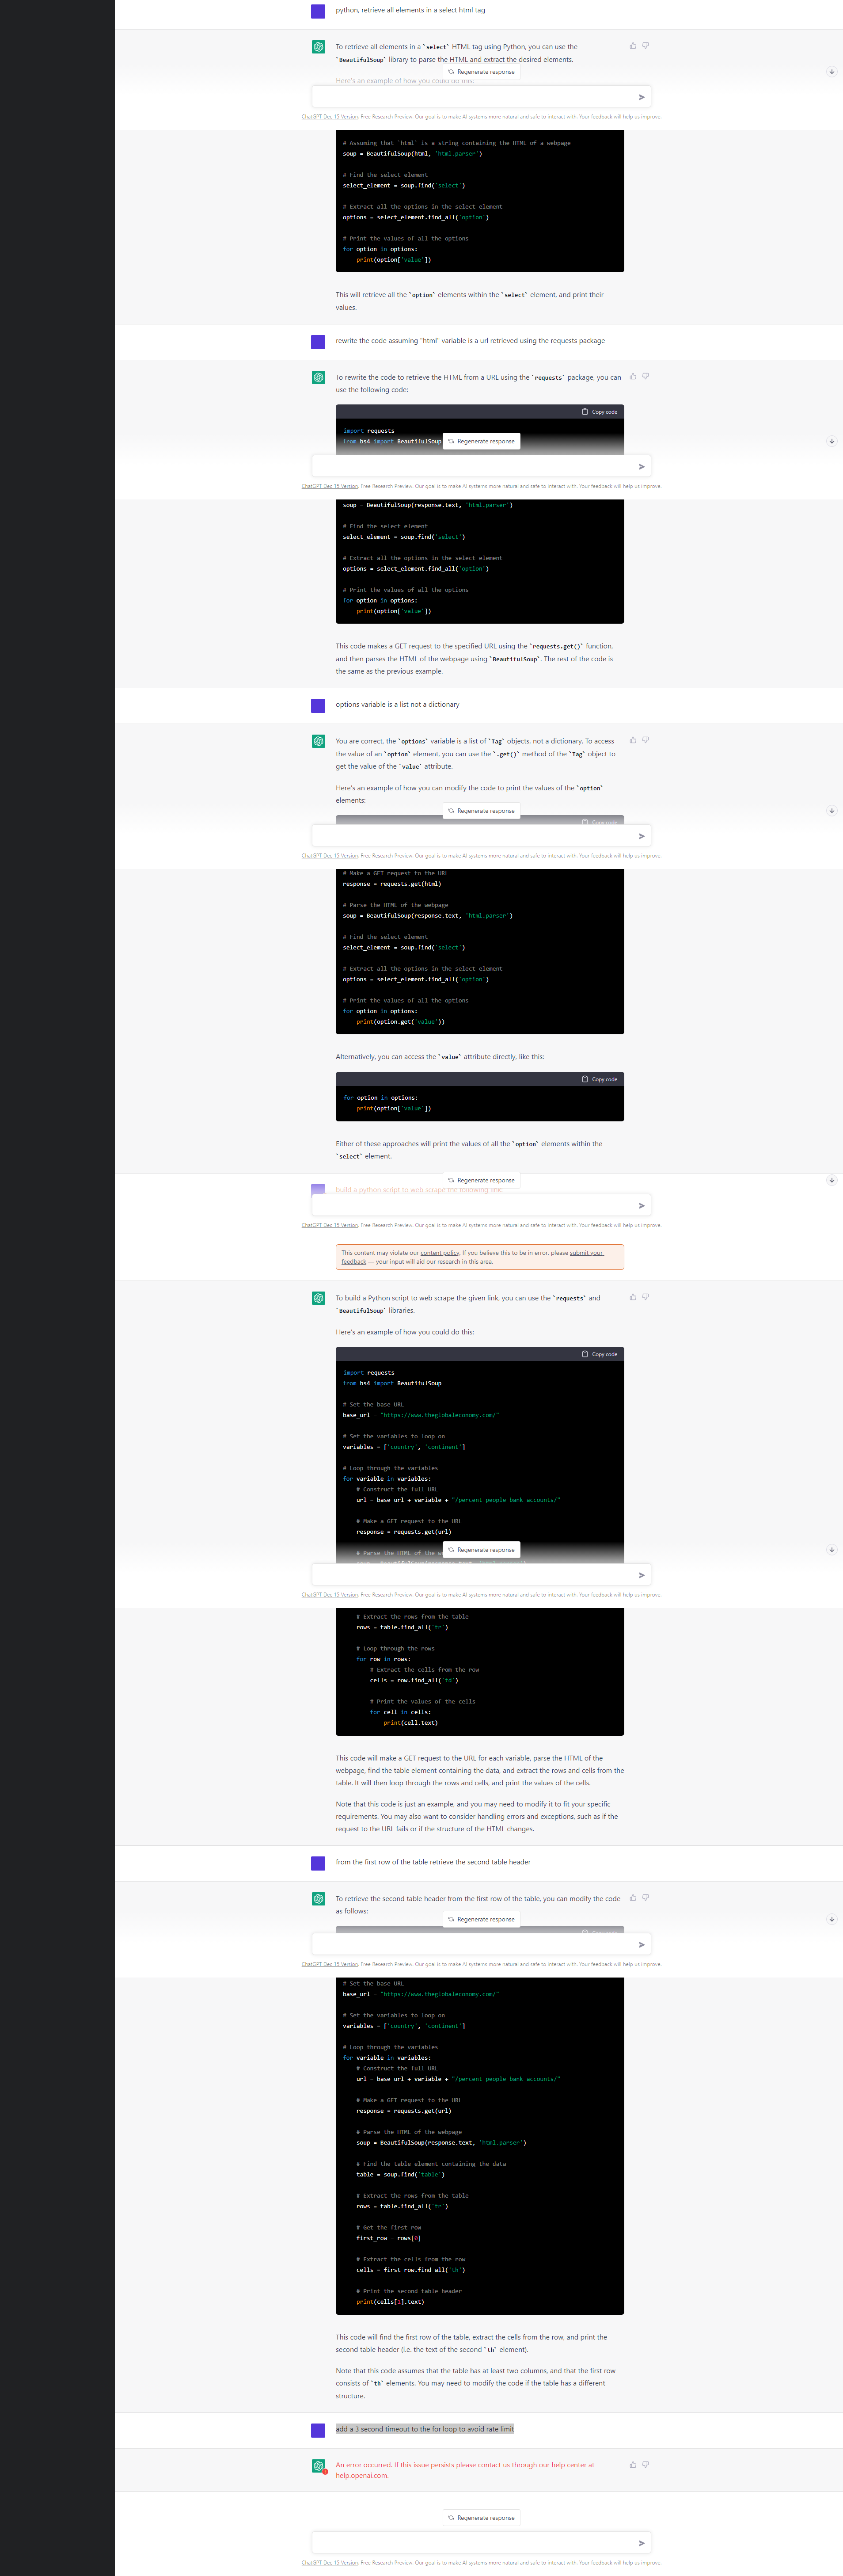 python, retrieve all elements in a select html tag
To retrieve all elements in a `select` HTML tag using Python, you can use the
`BeautifulSoup` library to parse the HTML and extract the desired elements.
Regenerate response
Here's an example of how you could do this:
ChatGPT Dec 15 Version. Free Research Preview. Our goal is to make AI systems more natural and safe to interact with. Your feedback will help us improve.
# Assuming that `html` is a string containing the HTML of a webpage
soup = BeautifulSoup(html, 'html.parser')
# Find the select element
select_element = soup.find('select')
# Extract all the options in the select element
options = select_element.find_all('option')
# Print the values of all the options
for option in options:
print(option['value'])
This will retrieve all the `option` elements within the `select` element, and print their
values.
rewrite the code assuming "html" variable is a url retrieved using the requests package
To rewrite the code to retrieve the HTML from a URL using the `requests` package, you can
use the following code:
Copy code
import requests
from bs4 import BeautifulSoup
Regenerate response
ChatGPT Dec 15 Version. Free Research Preview. Our goal is to make AI systems more natural and safe to interact with. Your feedback will help us improve.
soup = BeautifulSoup(response.text, 'html.parser')
# Find the select element
select_element = soup.find('select')
# Extract all the options in the select element
options = select_element.find_all('option')
# Print the values of all the options
for option in options:
print(option['value'])
This code makes a GET request to the specified URL using the `requests.get()` function,
and then parses the HTML of the webpage using `BeautifulSoup`. The rest of the code is
the same as the previous example.
options variable is a list not a dictionary
You are correct, the `options` variable is a list of `Tag` objects, not a dictionary. To access
the value of an `option` element, you can use the `.get()` method of the `Tag` object to
get the value of the `value` attribute.
Here's an example of how you can modify the code to print the values of the `option`
elements:
Regenerate response
Copy code
ChatGPT Dec 15 Version. Free Research Preview. Our goal is to make AI systems more natural and safe to interact with. Your feedback will help us improve.
# Make a GET request to the URL
response = requests.get(html)
# Parse the HTML of the webpage
soup = BeautifulSoup(response.text, 'html.parser')
# Find the select element
select_element = soup.find('select')
# Extract all the options in the select element
options = select_element.find_all('option')
# Print the values of all the options
for option in options:
print(option.get('value'))
Alternatively, you can access the `value` attribute directly, like this:
Copy code
for option in options:
print(option['value'])
Either of these approaches will print the values of all the `option` elements within the
`select` element.
Regenerate response
build a python script to web scrape the following link:
ChatGPT Dec 15 Version. Free Research Preview. Our goal is to make AI systems more natural and safe to interact with. Your feedback will help us improve.
This content may violate our content policy. If you believe this to be in error, please submit your
feedback — your input will aid our research in this area.
To build a Python script to web scrape the given link, you can use the `requests` and
`BeautifulSoup` libraries.
Here's an example of how you could do this:
Copy code
import requests
from bs4 import BeautifulSoup
# Set the base URL
base_url = "https://www.theglobaleconomy.com/"
# Set the variables to loop on
variables = ['country', 'continent']
# Loop through the variables
for variable in variables:
# Construct the full URL
url = base_url + variable + "/percent_people_bank_accounts/"
# Make a GET request to the URL
response = requests.get(url)
Regenerate response
# Parse the HTML of the
ChatGPT Dec 15 Version. Free Research Preview. Our goal is to make AI systems more natural and safe to interact with. Your feedback will help us improve.
# Extract the rows from the table
rows = table.find_all('tr')
# Loop through the rows
for row in rows:
# Extract the cells from the row
cells = row.find_all('td')
# Print the values of the cells
for cell in cells:
print(cell.text)
This code will make a GET request to the URL for each variable, parse the HTML of the
webpage, find the table element containing the data, and extract the rows and cells from the
table. It will then loop through the rows and cells, and print the values of the cells.
Note that this code is just an example, and you may need to modify it to fit your specific
requirements. You may also want to consider handling errors and exceptions, such as if the
request to the URL fails or if the structure of the HTML changes.
from the first row of the table retrieve the second table header
To retrieve the second table header from the first row of the table, you can modify the code
as follows:
Regenerate response
ChatGPT Dec 15 Version. Free Research Preview. Our goal is to make AI systems more natural and safe to interact with. Your feedback will help us improve.
# Set the base URL
base_url = "https://www.theglobaleconomy.com/"
# Set the variables to loop on
variables = ['country', 'continent']
# Loop through the variables
for variable in variables:
# Construct the full URL
url = base_url + variable + "/percent_people_bank_accounts/"
# Make a GET request to the URL
response = requests.get(url)
# Parse the HTML of the webpage
soup = BeautifulSoup(response.text, 'html.parser')
# Find the table element containing the data
table = soup.find('table')
# Extract the rows from the table
rows = table.find_all('tr')
# Get the first row
first_row = rows[0]
# Extract the cells from the row
cells = first_row.find_all('th')
# Print the second table header
print(cells[1].text)
This code will find the first row of the table, extract the cells from the row, and print the
second table header (i.e. the text of the second `th` element).
Note that this code assumes that the table has at least two columns, and that the first row
consists of `th` elements. You may need to modify the code if the table has a different
structure.
add a 3 second timeout to the for loop to avoid rate limit
An error occurred. If this issue persists please contact us through our help center at
help.openai.com.
Regenerate response
ChatGPT Dec 15 Version. Free Research Preview. Our goal is to make AI systems more natural and safe to interact with. Your feedback will help us improve.